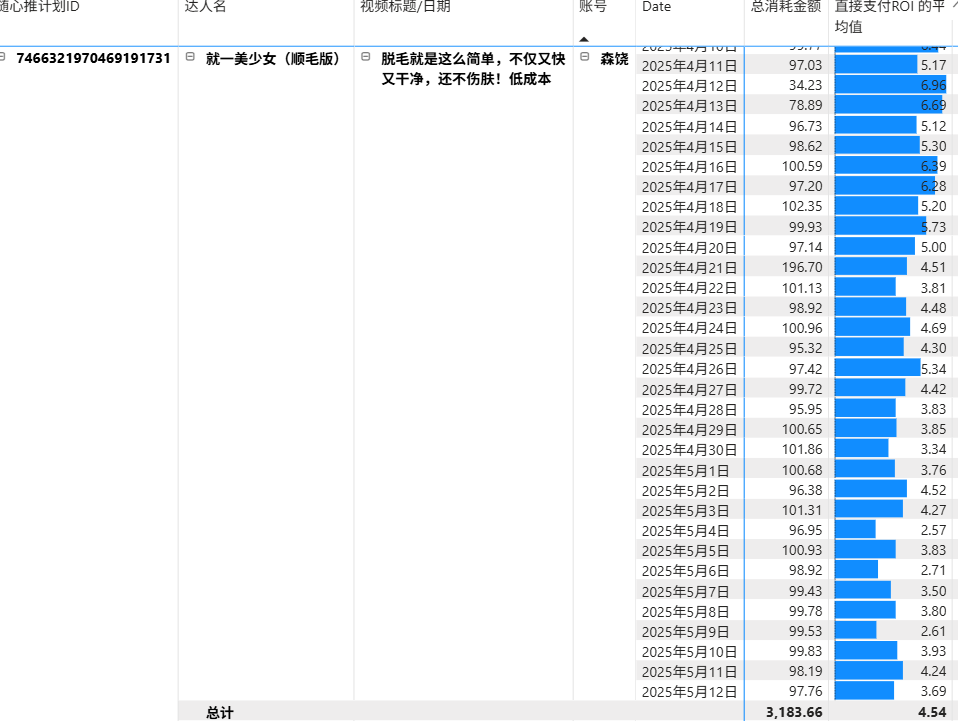 随心推计划ID 达人名 视频标题/日期 账号 Date 总消耗金额 直接支付ROI 的平
均值
7466321970469191731 就一美少女（顺毛版） 脱毛就是这么简单，不仅又快 森饶
又干净，还不伤肤！低成本
2025年4月10日 99.77 6.44
2025年4月11日 97.03 5.17
2025年4月12日 34.23 6.96
2025年4月13日 78.89 6.69
2025年4月14日 96.73 5.12
2025年4月15日 98.62 5.30
2025年4月16日 100.59 6.39
2025年4月17日 97.20 6.28
2025年4月18日 102.35 5.20
2025年4月19日 99.93 5.73
2025年4月20日 97.14 5.00
2025年4月21日 196.70 4.51
2025年4月22日 101.13 3.81
2025年4月23日 98.92 4.48
2025年4月24日 100.96 4.69
2025年4月25日 95.32 4.30
2025年4月26日 97.42 5.34
2025年4月27日 99.72 4.42
2025年4月28日 95.95 3.83
2025年4月29日 100.65 3.85
2025年4月30日 101.86 3.34
2025年5月1日 100.68 3.76
2025年5月2日 96.38 4.52
2025年5月3日 101.31 4.27
2025年5月4日 96.95 2.57
2025年5月5日 100.93 3.83
2025年5月6日 98.92 2.71
2025年5月7日 99.43 3.50
2025年5月8日 99.78 3.80
2025年5月9日 99.53 2.61
2025年5月10日 99.83 3.93
2025年5月11日 98.19 4.24
2025年5月12日 97.76 3.69
总计 3,183.66 4.54